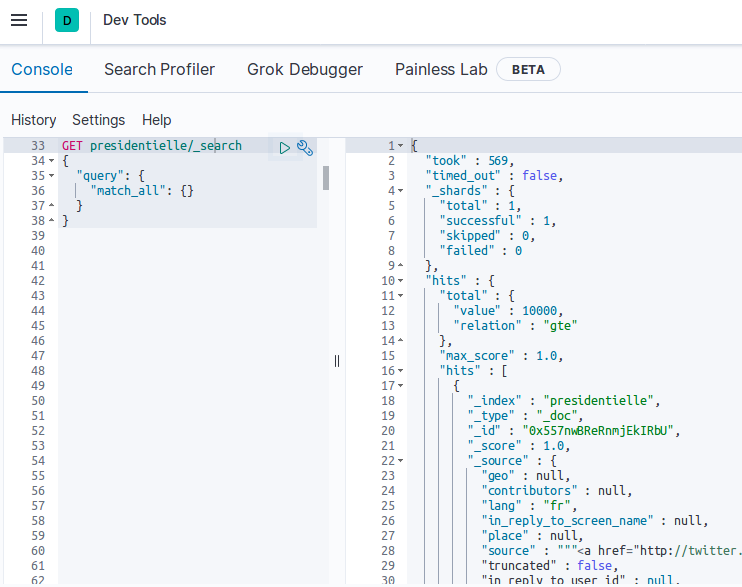 D Dev Tools
Console Search Profiler Grok Debugger Painless Lab BETA
History Settings Help
33 GET presidentielle/_search
34 {
35 "query": {
36 "match_all": {}
37 }
38 }
39
40
41
42
43
44
45
46
47
48
49
50
51
52
53
54
55
56
57
58
59
60
61
62
1 {
2 "took" : 569,
3 "timed_out" : false,
4 "_shards" : {
5 "total" : 1,
6 "successful" : 1,
7 "skipped" : 0,
8 "failed" : 0
9 },
10 "hits" : {
11 "total" : {
12 "value" : 10000,
13 "relation" : "gte"
14 },
15 "max_score" : 1.0,
16 "hits" : [
17 {
18 "_index" : "presidentielle",
19 "_type" : "_doc",
20 "_id" : "0x557nwBReRnmjEkIRbU",
21 "_score" : 1.0,
22 "_source" : {
23 "geo" : null,
24 "contributors" : null,
25 "lang" : "fr",
26 "in_reply_to_screen_name" : null,
27 "place" : null,
28 "source" : """<a href="http://twitter.
29 "truncated" : false,
30 "in_reply_to_user_id" : null,